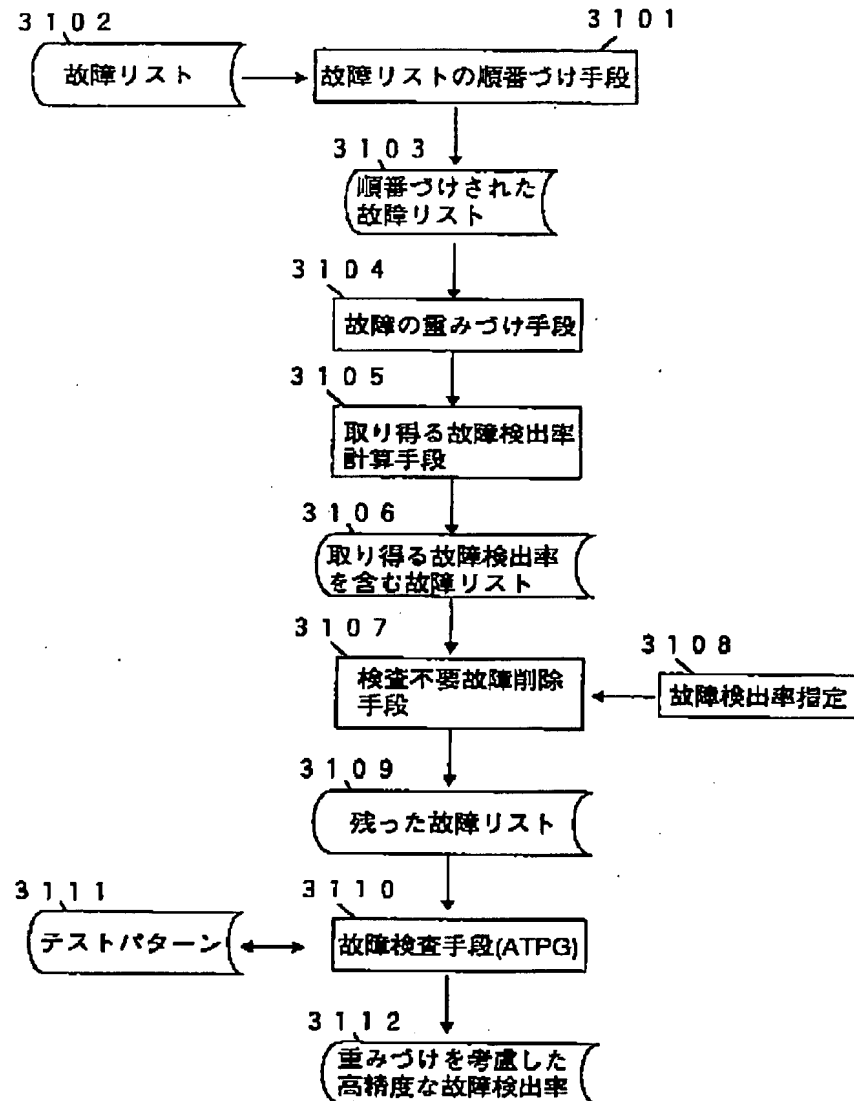 3102
3101
故障リスト
故障リストの順番づけ手段
3103
順番づけされた
故障リスト
3104
故障の重みづけ手段
3105
取り得る故障検出率
計算手段
3106
取り得る故障検出率
を含む故障リスト
3107
3108
検査不要故障削除
手段
故障検出率指定
3109
残った故障リスト
3111
3110
テストパターン
故障検査手段(ATPG)
3112
重みづけを考慮した
高精度な故障検出率